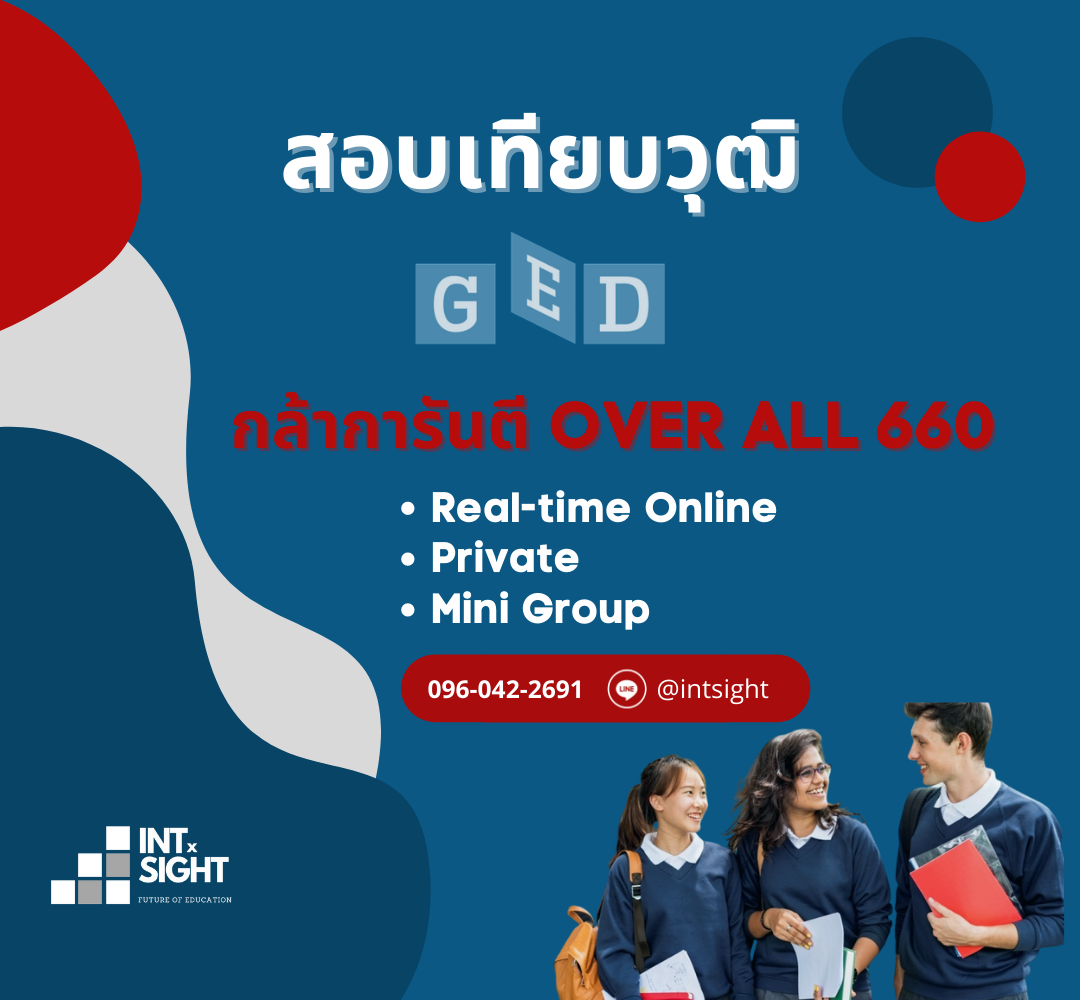 สอบเทียบวุฒิ
GED
กล้าการันตี OVER ALL 660
• Real-time Online
• Private
• Mini Group
096-042-2691 LINE @intsight
INTx
SIGHT
FUTURE OF EDUCATION